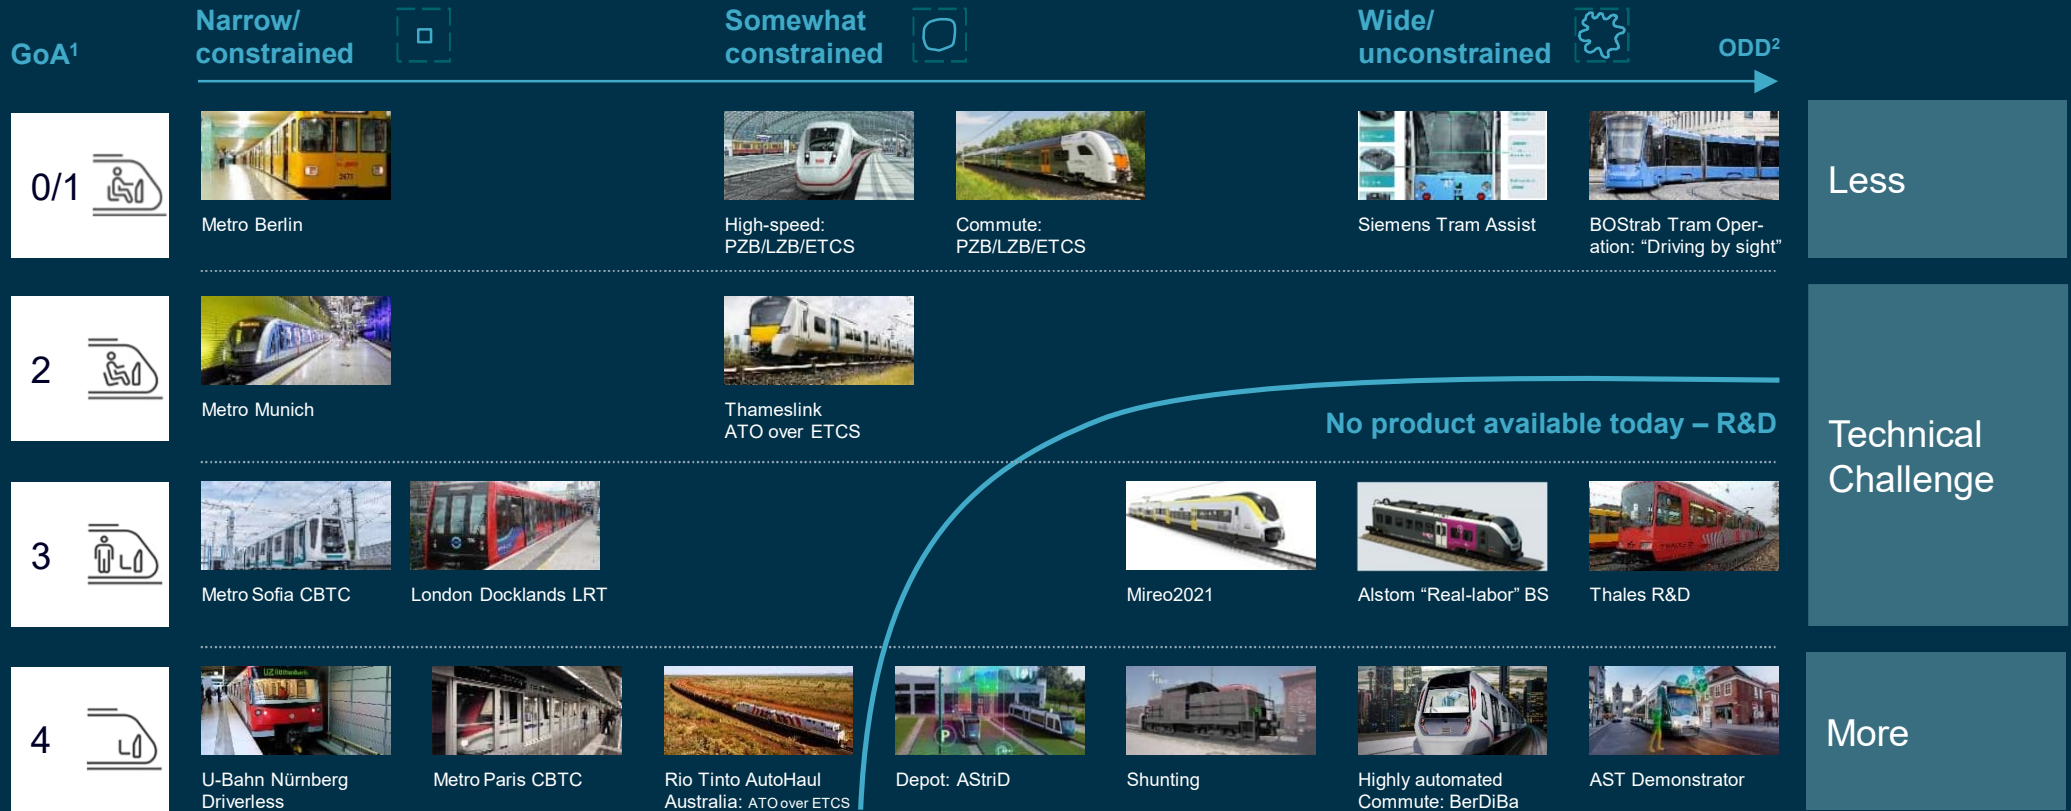 GoA¹
Narrow/
constrained
Somewhat
constrained
Wide/
unconstrained
ODD²
0/1
Metro Berlin
High-speed:
PZB/LZB/ETCS
Commute:
PZB/LZB/ETCS
Siemens Tram Assist
BOStrab Tram Oper-
ation: “Driving by sight”
Less
2
Metro Munich
Thameslink
ATO over ETCS
No product available today – R&D
Technical
Challenge
3
Metro Sofia CBTC
London Docklands LRT
Mireo2021
Alstom “Real-labor” BS
Thales R&D
4
U-Bahn Nürnberg
Driverless
Metro Paris CBTC
Rio Tinto AutoHaul
Australia: ATO over ETCS
Depot: AStriD
Shunting
Highly automated
Commute: BerDiBa
AST Demonstrator
More